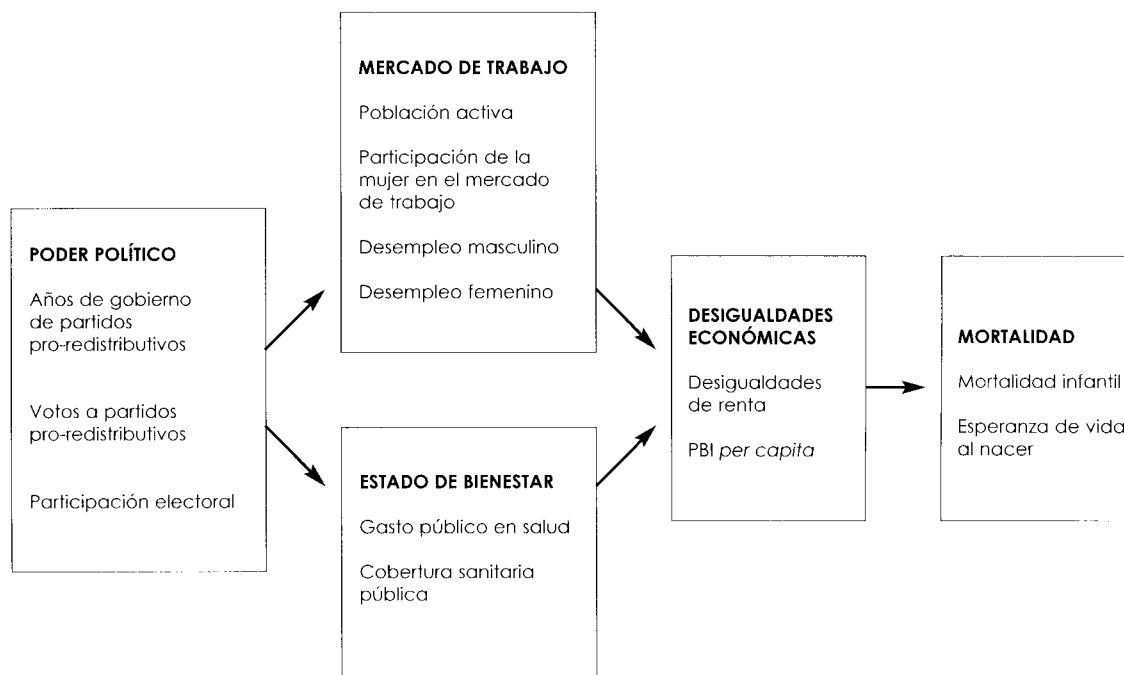 PODER POLÍTICO
Años de gobierno
de partidos
pro-redistributivos
Votos a partidos
pro-redistributivos
Participación electoral
MERCADO DE TRABAJO
Población activa
Participación de la
mujer en el mercado
de trabajo
Desempleo masculino
Desempleo femenino
ESTADO DE BIENESTAR
Gasto público en salud
Cobertura sanitaria
pública
DESIGUALDADES
ECONÓMICAS
Desigualdades
de renta
PBI per capita
MORTALIDAD
Mortalidad infantil
Esperanza de vida
al nacer